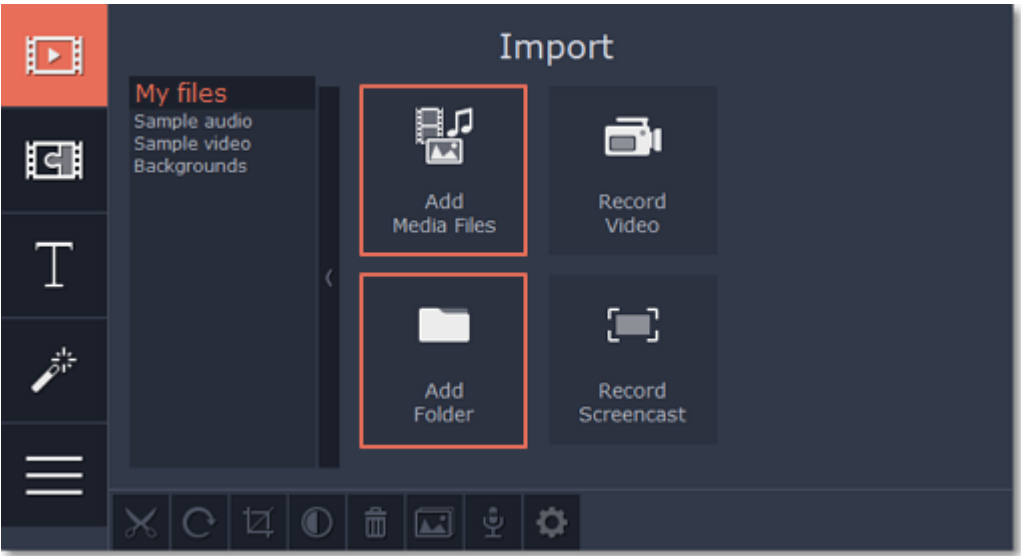 Import
My files
Sample audio
Sample video
Backgrounds
Add
Media Files
Record
Video
Add
Folder
Record
Screencast